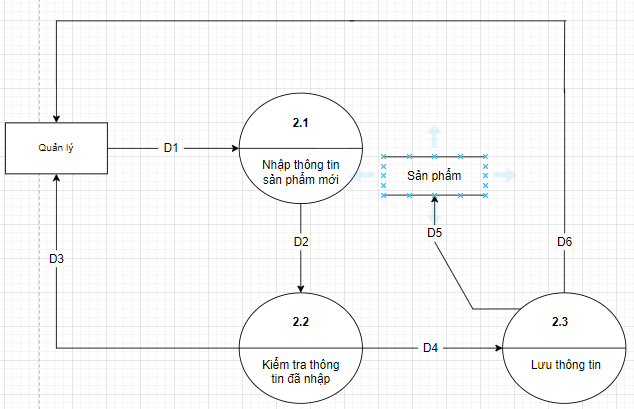 2.1
Quản lý
D1
Nhập thông tin
sản phẩm mới
Sản phẩm
D5
D2
D6
D3
2.2
2.3
D4
Kiểm tra thông
tin đã nhập
Lưu thông tin